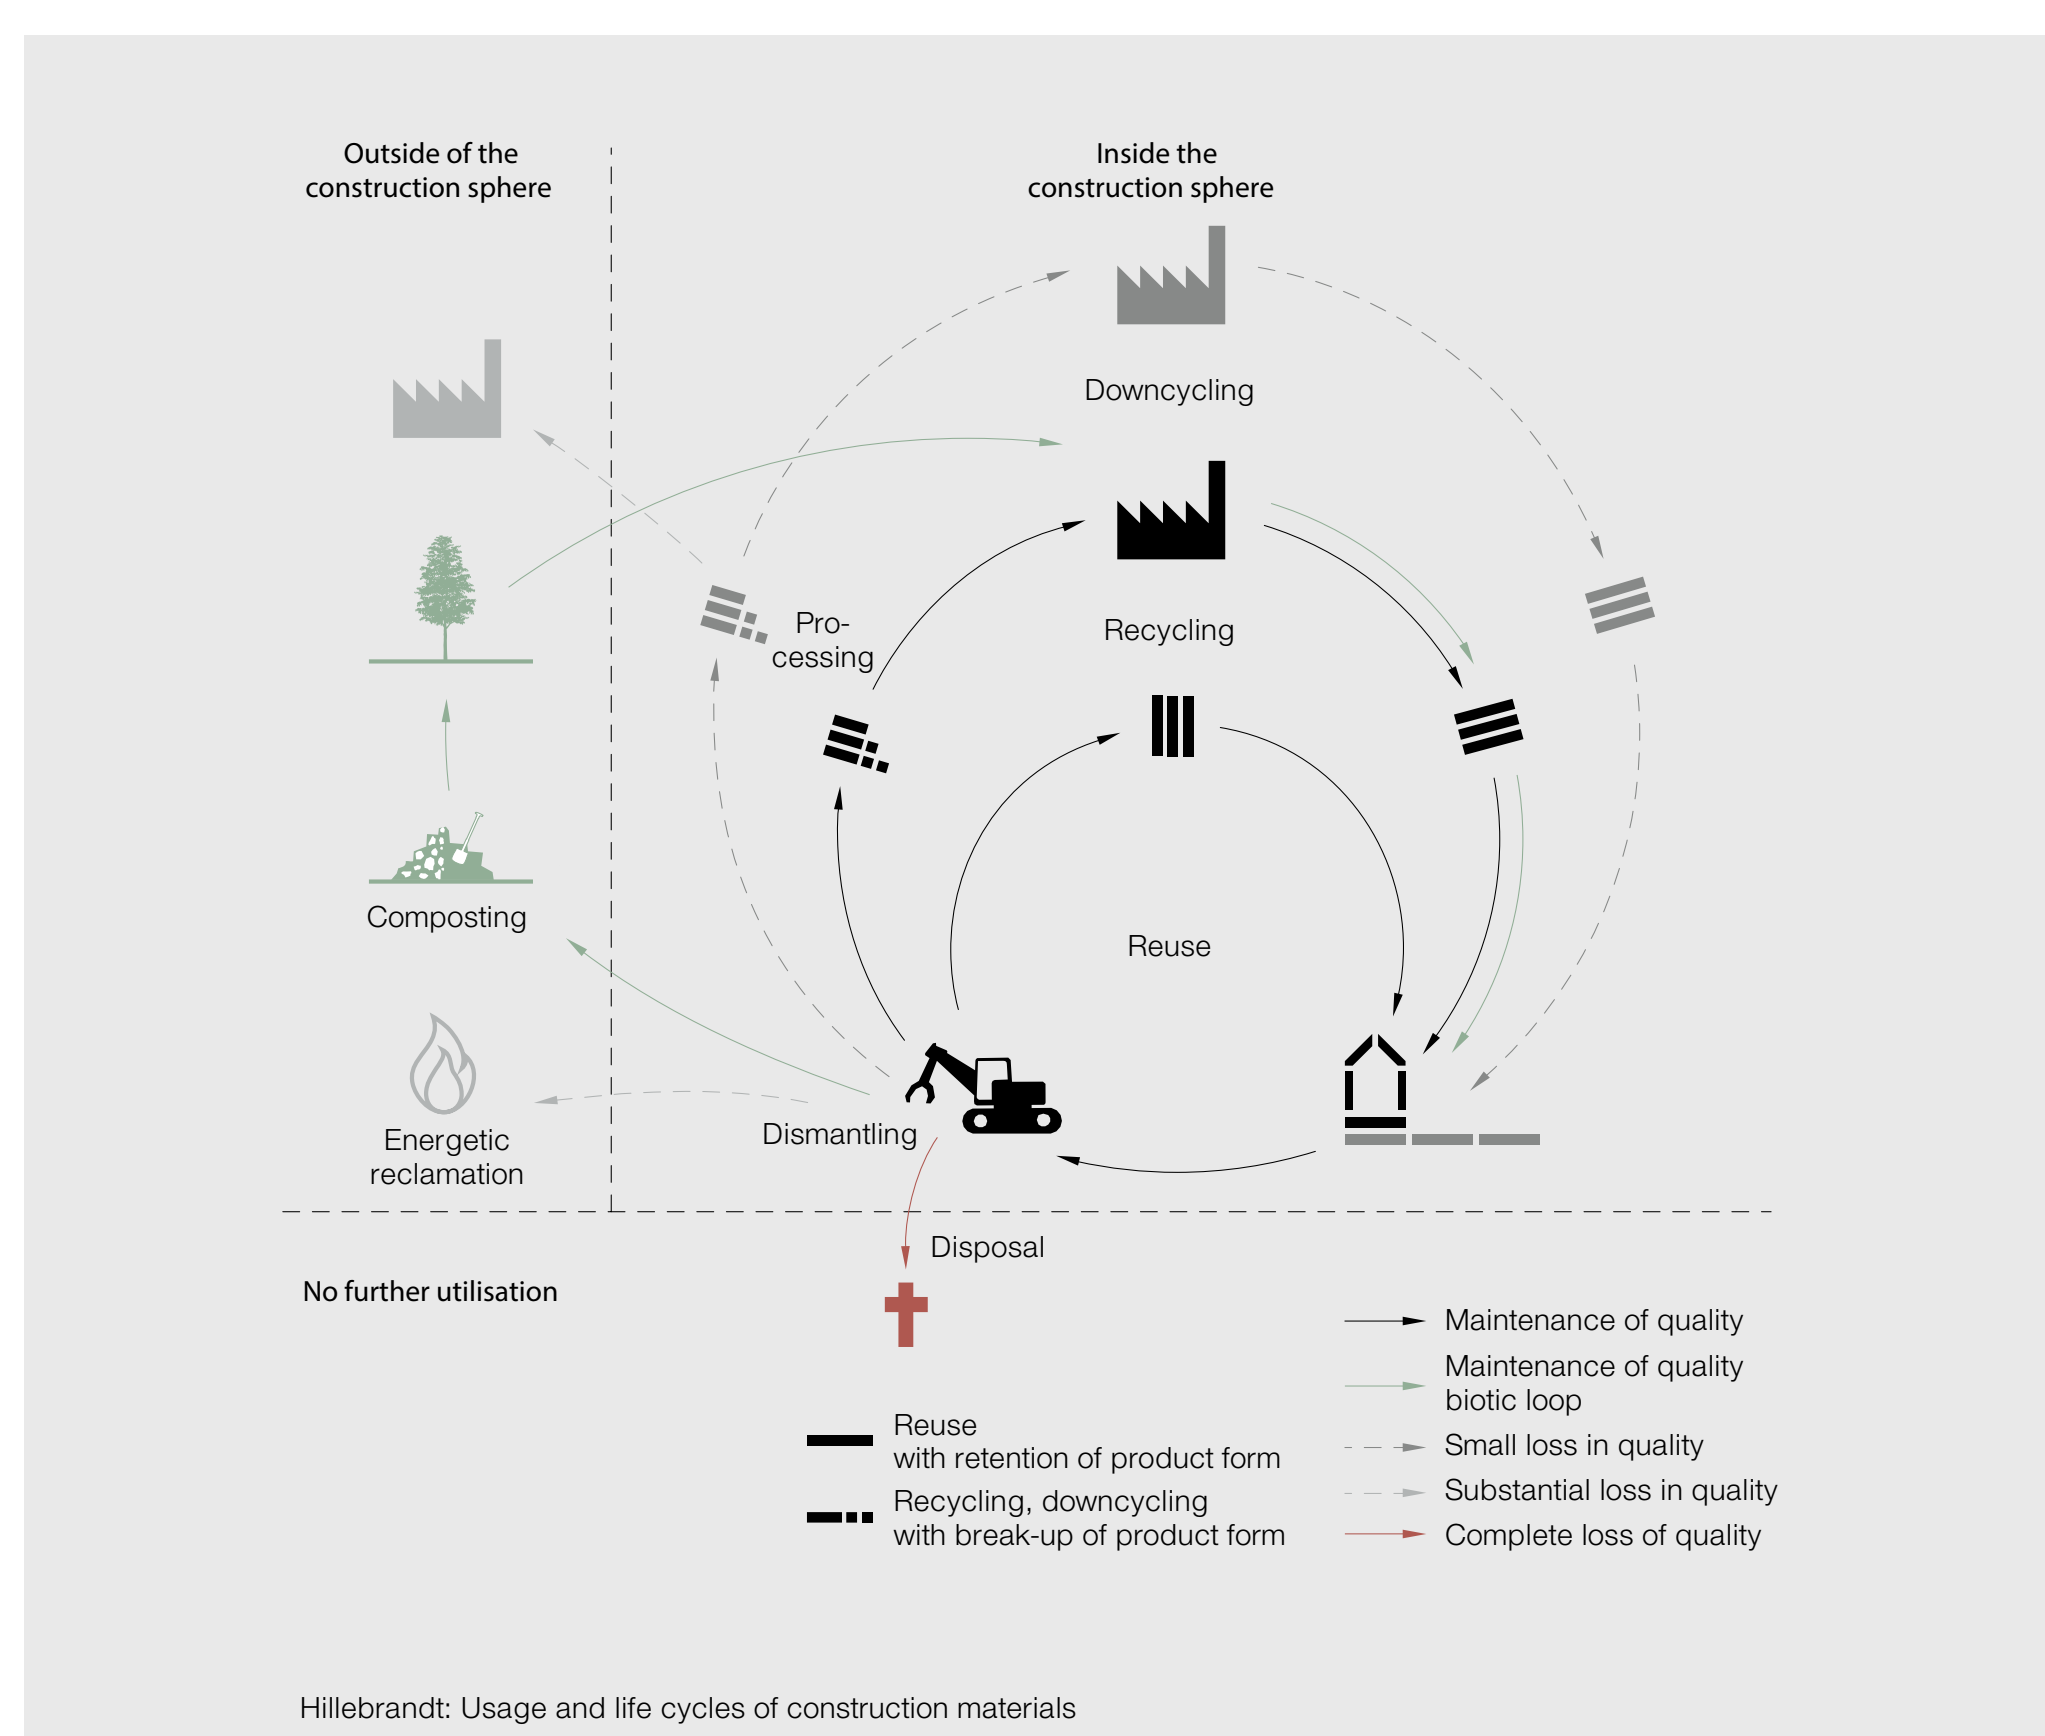 Outside of the
construction sphere
Inside the
construction sphere
Downcycling
Pro-
cessing
Recycling
Composting
Reuse
Energetic
reclamation
Dismantling
Disposal
No further utilisation
Reuse
with retention of product form
Recycling, downcycling
with break-up of product form
Maintenance of quality
Maintenance of quality
biotic loop
Small loss in quality
Substantial loss in quality
Complete loss of quality
Hillebrandt: Usage and life cycles of construction materials